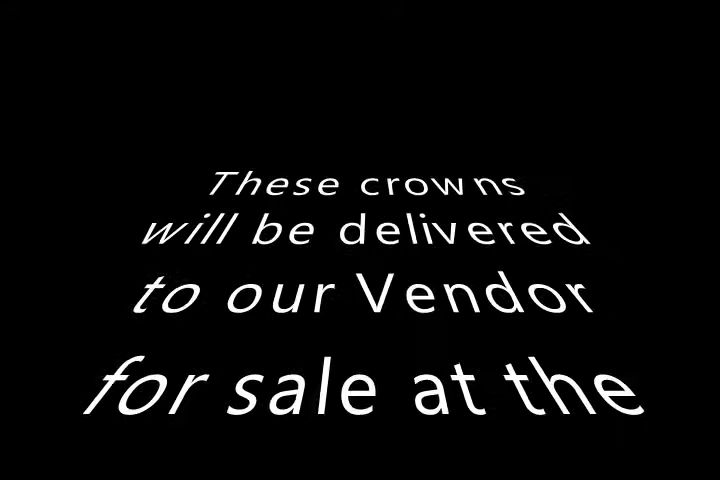 These crowns
will be delivered
to our Vendor
for sale at the